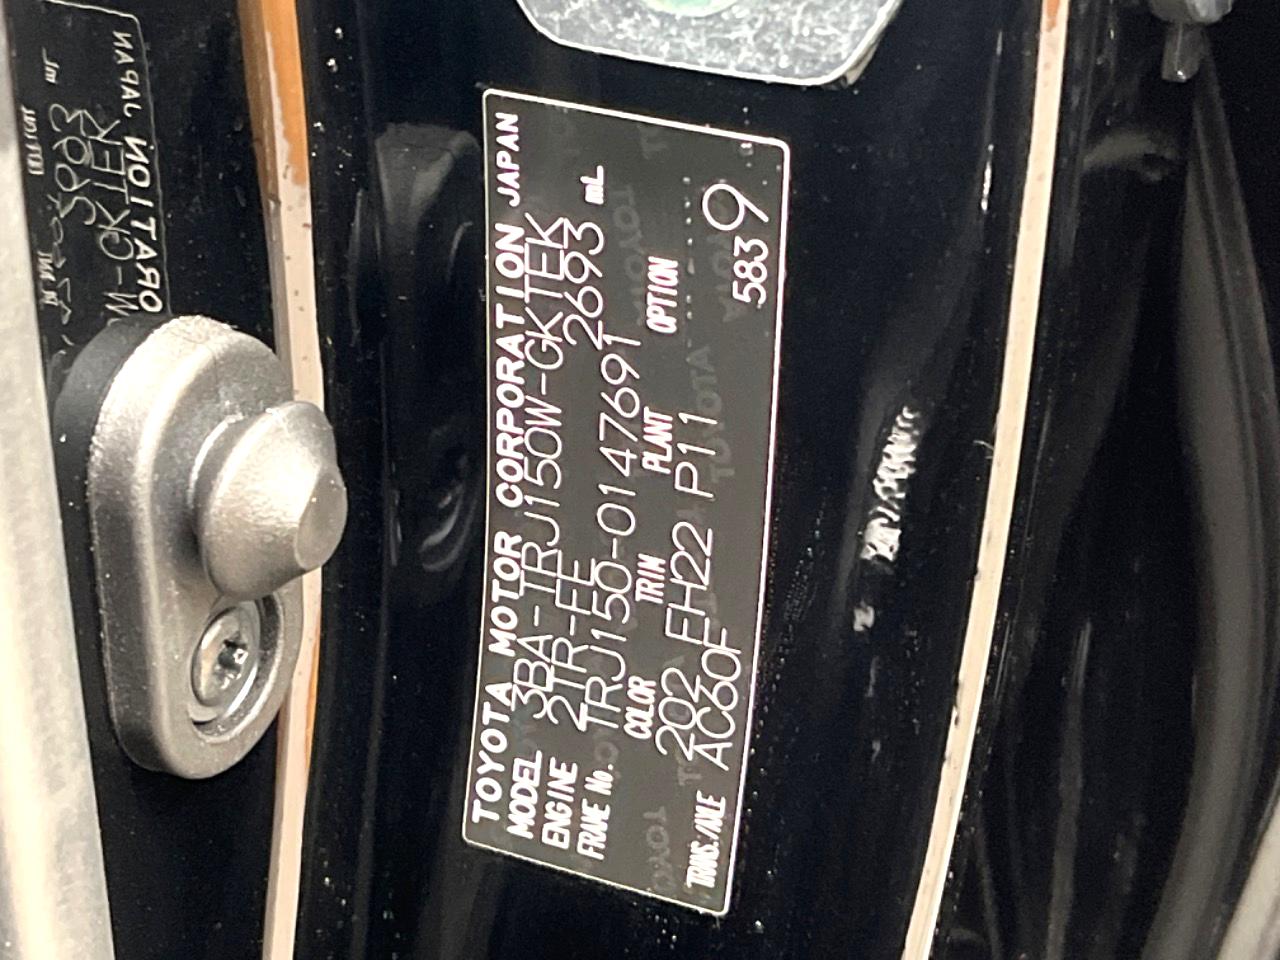 TOYOTA MOTOR CORPORATION JAPAN
MODEL 3BA-TRJ150W-GKTEK
ENGINE 2TR-FE 2693 mL
FRAME No. TRJ150-0147691
COLOR TRIM PLANT OPTION
202 EH22 P11
TRANS./AXLE AC60F 5839